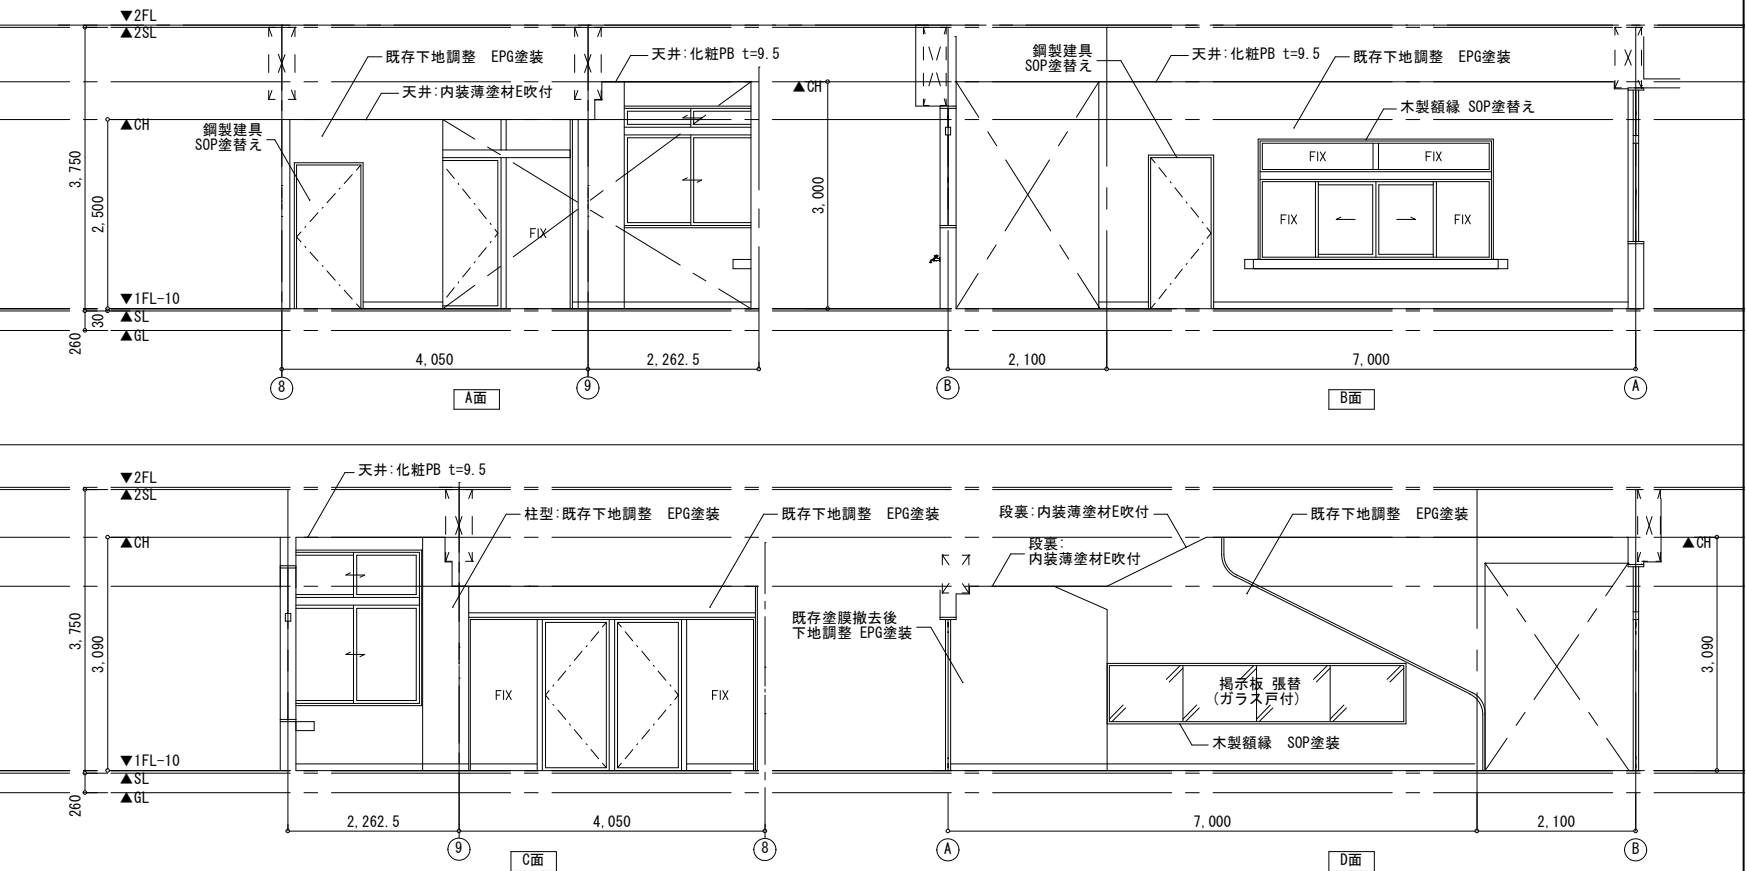 ▼2FL
▲2SL
既存下地調整　EPG塗装
天井:化粧PB t=9.5
天井:内装薄塗材E吹付
▲CH
鋼製建具
SOP塗替え
3,750
2,500
FIX
▼1FL-10
▲SL
▲GL
30
260
4,050
2,262.5
8
9
A面
▲CH
3,000
鋼製建具
SOP塗替え
天井:化粧PB t=9.5
既存下地調整　EPG塗装
木製額縁 SOP塗替え
FIX
FIX
FIX
FIX
2,100
7,000
B
A
B面
▼2FL
▲2SL
天井:化粧PB t=9.5
柱型:既存下地調整　EPG塗装
既存下地調整　EPG塗装
▲CH
3,750
3,090
FIX
FIX
▼1FL-10
▲SL
▲GL
260
2,262.5
4,050
9
8
C面
段裏:内装薄塗材E吹付
段裏:
内装薄塗材E吹付
既存下地調整　EPG塗装
▲CH
既存塗膜撤去後
下地調整 EPG塗装
3,090
掲示板 張替
(ガラス戸付)
木製額縁　SOP塗装
7,000
2,100
A
B
D面